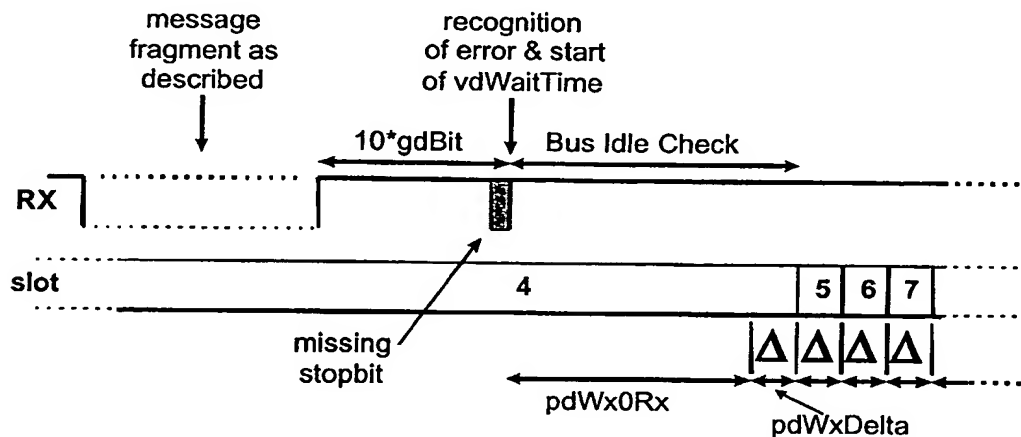 message
fragment as
described
recognition
of error & start
of vdWaitTime
10*gdBit
Bus Idle Check
RX
slot
4
5
6
7
missing
stopbit
Δ
Δ
Δ
Δ
pdWx0Rx
pdWxDelta